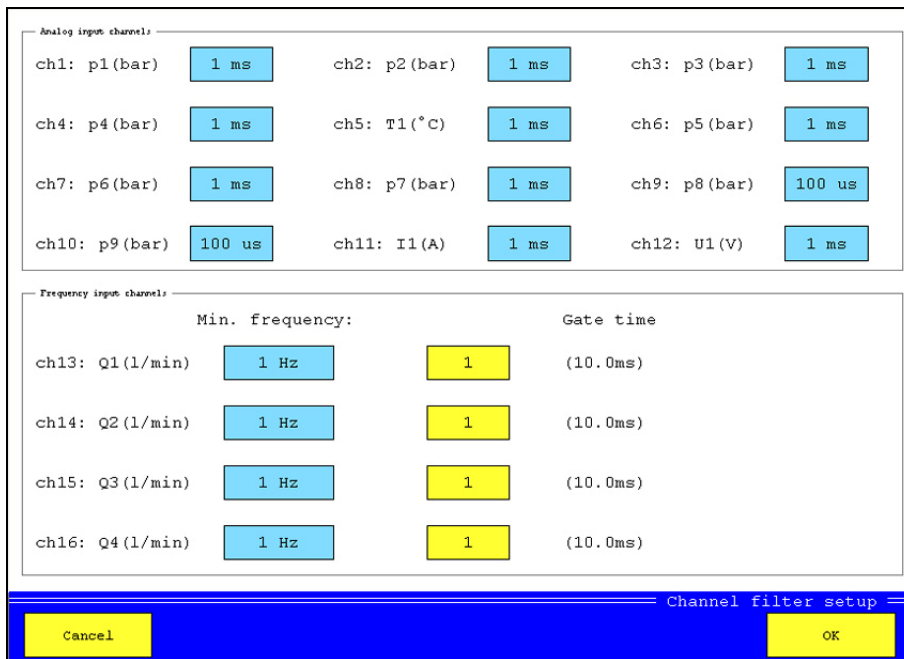 Analog input channels
ch1: p1(bar) 1 ms ch2: p2(bar) 1 ms ch3: p3(bar) 1 ms
ch4: p4(bar) 1 ms ch5: T1(°C) 1 ms ch6: p5(bar) 1 ms
ch7: p6(bar) 1 ms ch8: p7(bar) 1 ms ch9: p8(bar) 100 us
ch10: p9(bar) 100 us ch11: I1(A) 1 ms ch12: U1(V) 1 ms
Frequency input channels
Min. frequency: Gate time
ch13: Q1(l/min) 1 Hz 1 (10.0ms)
ch14: Q2(l/min) 1 Hz 1 (10.0ms)
ch15: Q3(l/min) 1 Hz 1 (10.0ms)
ch16: Q4(l/min) 1 Hz 1 (10.0ms)
Channel filter setup
Cancel OK